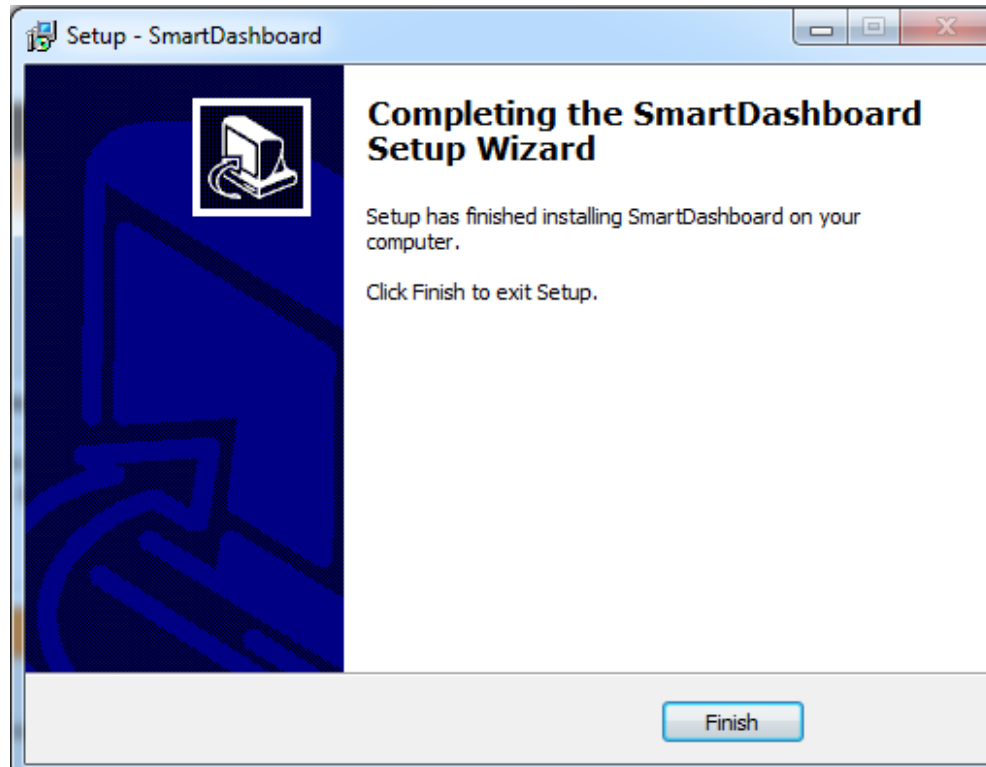 Setup - SmartDashboard
Completing the SmartDashboard
Setup Wizard
Setup has finished installing SmartDashboard on your
computer.
Click Finish to exit Setup.
Finish